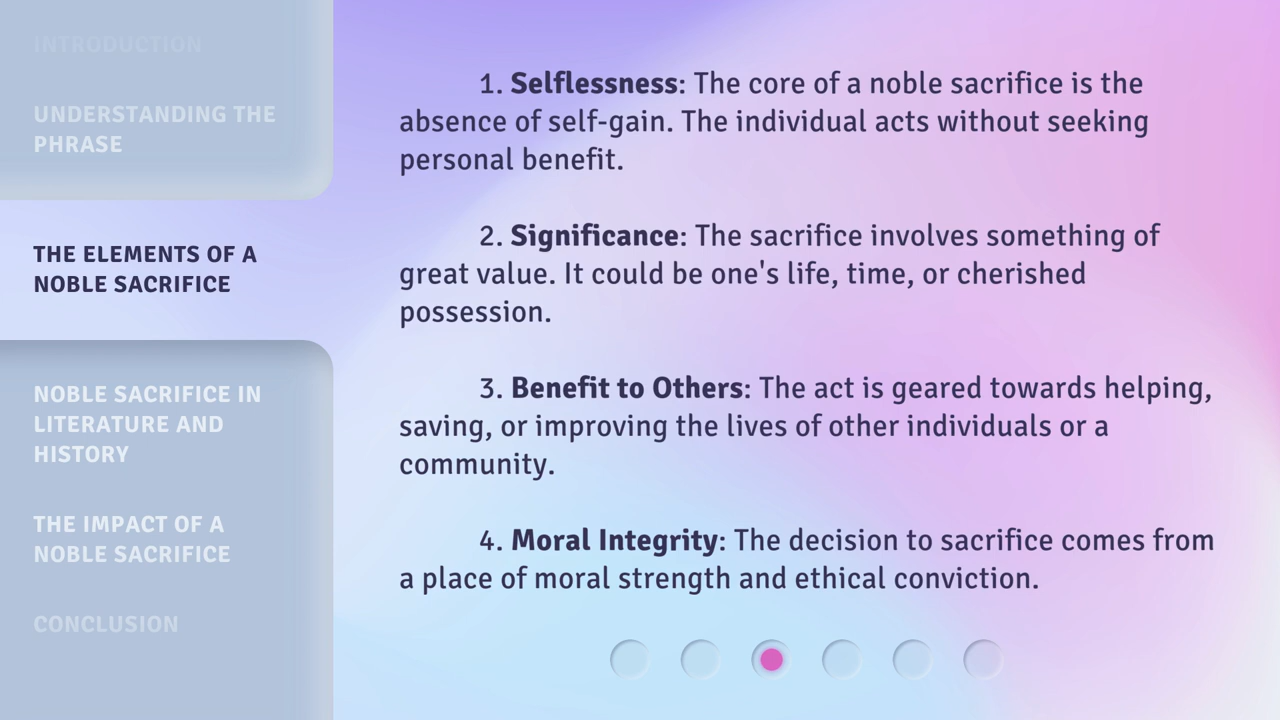 INTRODUCTION
UNDERSTANDING THE
PHRASE
THE ELEMENTS OF A
NOBLE SACRIFICE
NOBLE SACRIFICE IN
LITERATURE AND
HISTORY
THE IMPACT OF A
NOBLE SACRIFICE
CONCLUSION
1. Selflessness: The core of a noble sacrifice is the
absence of self-gain. The individual acts without seeking
personal benefit.
2. Significance: The sacrifice involves something of
great value. It could be one's life, time, or cherished
possession.
3. Benefit to Others: The act is geared towards helping,
saving, or improving the lives of other individuals or a
community.
4. Moral Integrity: The decision to sacrifice comes from
a place of moral strength and ethical conviction.